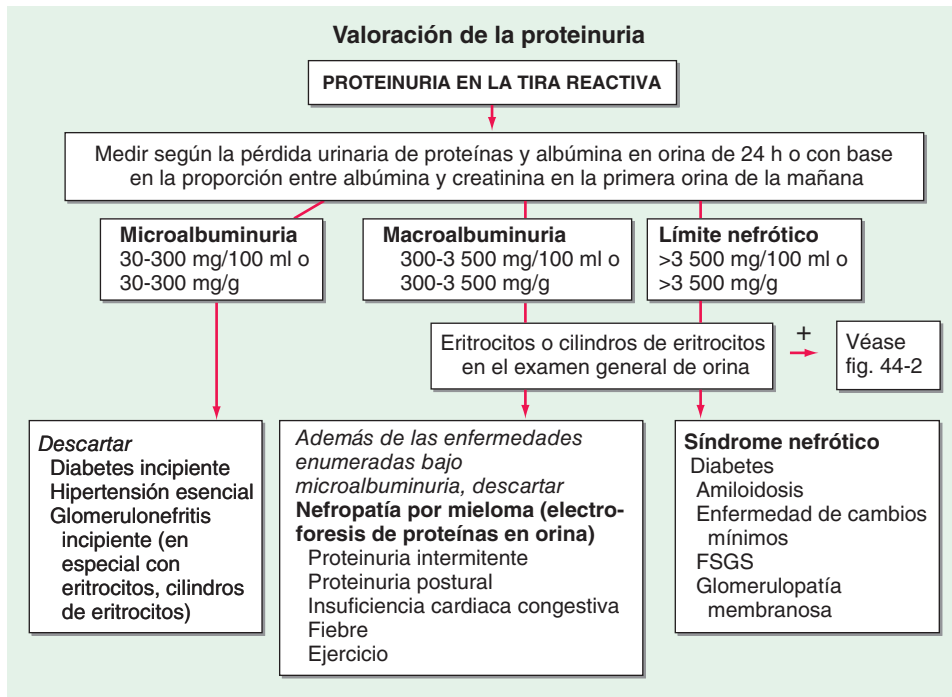 Valoración de la proteinuria
PROTEINURIA EN LA TIRA REACTIVA
Medir según la pérdida urinaria de proteínas y albúmina en orina de 24 h o con base
en la proporción entre albúmina y creatinina en la primera orina de la mañana
Microalbuminuria
30-300 mg/100 ml o
30-300 mg/g
Macroalbuminuria
300-3 500 mg/100 ml o
300-3 500 mg/g
Límite nefrótico
>3 500 mg/100 ml o
>3 500 mg/g
Eritrocitos o cilindros de eritrocitos
en el examen general de orina
+
Véase
fig. 44-2
Descartar
Diabetes incipiente
Hipertensión esencial
Glomerulonefritis
incipiente (en
especial con
eritrocitos, cilindros
de eritrocitos)
Además de las enfermedades
enumeradas bajo
microalbuminuria, descartar
Nefropatía por mieloma (electro-
foresis de proteínas en orina)
Proteinuria intermitente
Proteinuria postural
Insuficiencia cardiaca congestiva
Fiebre
Ejercicio
Síndrome nefrótico
Diabetes
Amiloidosis
Enfermedad de cambios
mínimos
FSGS
Glomerulopatía
membranosa